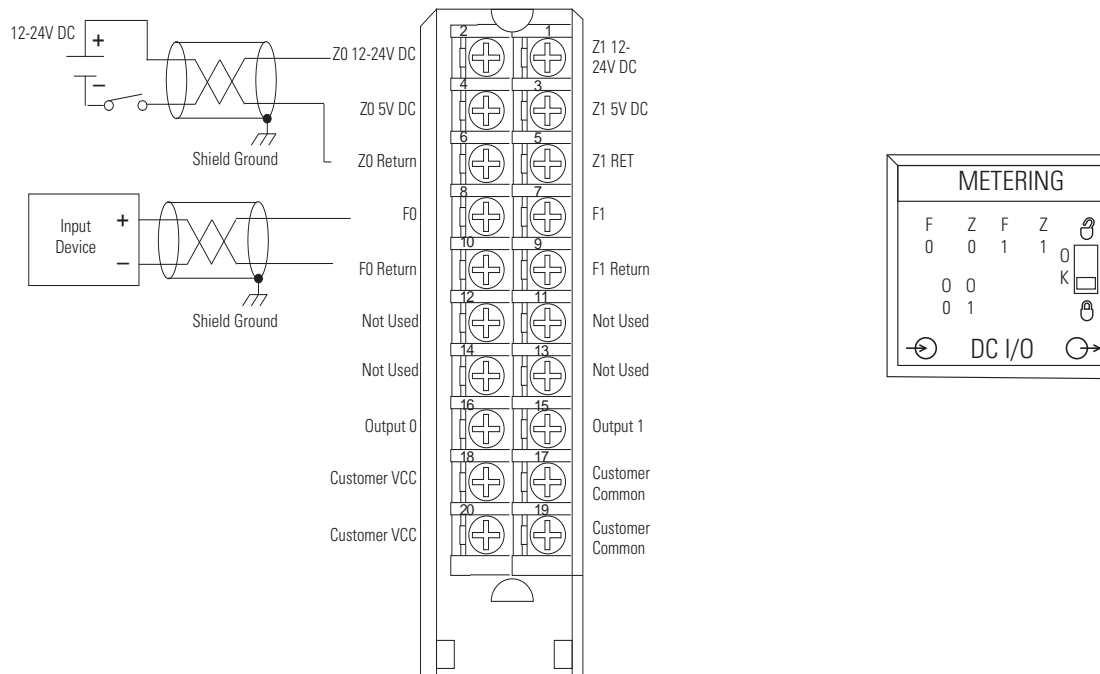 12-24V DC
+
−
Shield Ground
Input
Device
+
−
Shield Ground
Z0 12-24V DC
Z0 5V DC
Z0 Return
F0
F0 Return
Not Used
Not Used
Output 0
Customer VCC
Customer VCC
2 1
4 3
6 5
8 7
10 9
12 11
14 13
16 15
18 17
20 19
Z1 12-
24V DC
Z1 5V DC
Z1 RET
F1
F1 Return
Not Used
Not Used
Output 1
Customer
Common
Customer
Common
METERING
F Z F Z
0 0 1 1
O
K
O O
0 1
DC I/O